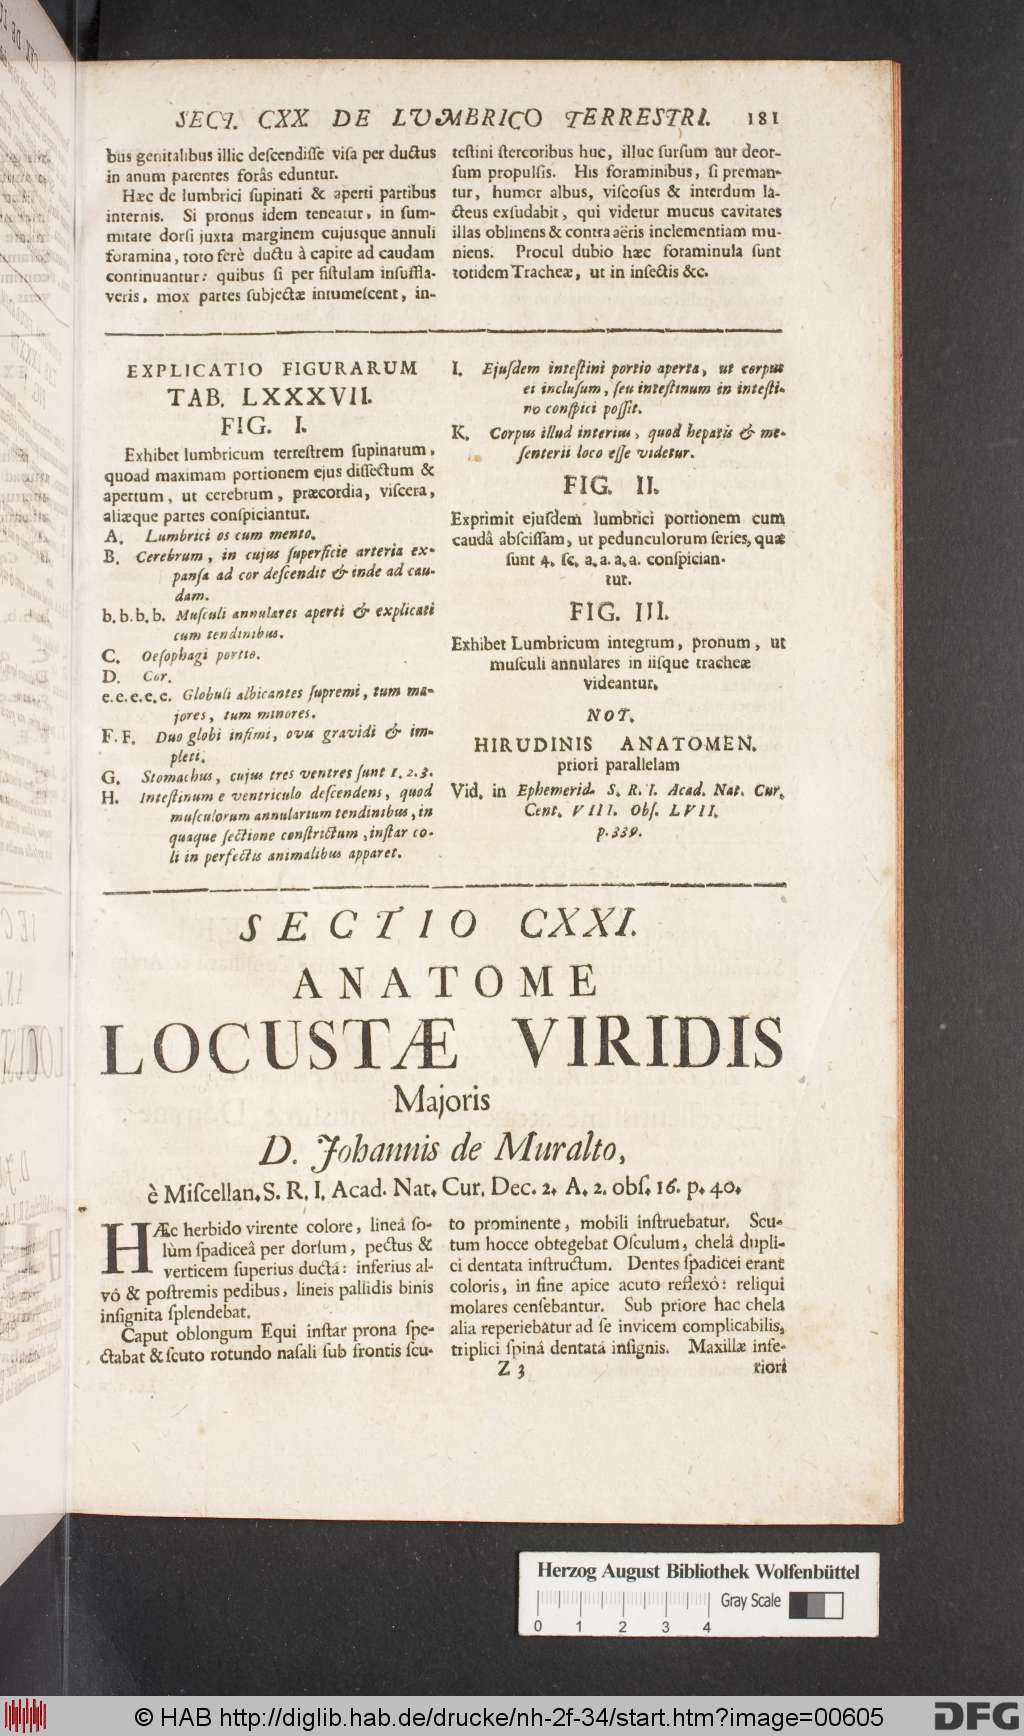 SECT. CXX DE LVMBRICO TERRESTRI. 181
bus genitalibus illic deſcendiſſe viſa per ductus
in anum parentes forâs eduntur.
Hæc de lumbrici ſupinati & aperti partibus
internis. Si pronus idem teneatur, in ſum-
mitate dorſi juxta marginem cujusque annuli
foramina, toto ferè ductu à capite ad caudam
continuantur: quibus ſi per fiſtulam inſuffla-
veris, mox partes ſubjectæ intumeſcent, in-
teſtini ſtercoribus huc, illuc ſurſum aut deor-
ſum propulſis. His foraminibus, ſi preman-
tur, humor albus, viſcoſus & interdum la-
cteus exſudabit, qui videtur mucus cavitates
illas oblinens & contra aëris inclementiam mu-
niens. Procul dubio hæc foraminula ſunt
totidem Tracheæ, ut in inſectis &c.
EXPLICATIO FIGURARUM
TAB. LXXXVII.
FIG. I.
Exhibet lumbricum terreſtrem ſupinatum,
quoad maximam portionem ejus diſſectum &
apertum, ut cerebrum, præcordia, viſcera,
aliæque partes conſpiciantur.
A. Lumbrici os cum mento.
B. Cerebrum, in cujus ſuperficie arteria ex-
panſa ad cor deſcendit & inde ad cau-
dam.
b. b. b. b. Muſculi annulares aperti & explicati
cum tendinibus.
C. Oeſophagi portio.
D. Cor.
e. e. e. e. e. Globuli albicantes ſupremi, tum ma-
jores, tum minores.
F. F. Duo globi infimi, ovis gravidi & im-
pleti.
G. Stomachus, cujus tres ventres ſunt 1. 2. 3.
H. Inteſtinum e ventriculo deſcendens, quod
muſculorum annularium tendinibus, in
quaque ſectione conſtrictum, inſtar co-
li in perfectis animalibus apparet.
I. Ejuſdem inteſtini portio aperta, ut corpus
ei incluſum, ſeu inteſtinum in inteſti-
no conſpici poſſit.
K. Corpus illud interius, quod hepatis & me-
ſenterii loco eſſe videtur.
FIG. II.
Exprimit ejuſdem lumbrici portionem cum
caudâ abſciſſam, ut pedunculorum ſeries, quæ
ſunt 4. ſc. a. a. a. a. conſpician-
tur.
FIG. III.
Exhibet Lumbricum integrum, pronum, ut
muſculi annulares in iiſque tracheæ
videantur.
NOT.
HIRUDINIS ANATOMEN.
priori parallelam
Vid. in Ephemerid. S. R. I. Acad. Nat. Cur.
Cent. VIII. Obſ. LVII.
p. 339.
SECTIO CXXI.
ANATOME
LOCUSTÆ VIRIDIS
Majoris
D. Johannis de Muralto,
è Miſcellan. S. R. I. Acad. Nat. Cur. Dec. 2. A. 2. obſ. 16. p. 40.
HÆc herbido virente colore, lineâ ſo-
lùm ſpadiceâ per dorſum, pectus &
verticem ſuperius ductâ: inferius al-
vô & poſtremis pedibus, lineis pallidis binis
inſignita ſplendebat.
Caput oblongum Equi inſtar prona ſpe-
ctabat & ſcuto rotundo naſali ſub frontis ſcu-
to prominente, mobili inſtruebatur. Scu-
tum hocce obtegebat Oſculum, chelâ dupli-
ci dentata inſtructum. Dentes ſpadicei erant
coloris, in fine apice acuto reflexô: reliqui
molares cenſebantur. Sub priore hac chela
alia reperiebatur ad ſe invicem complicabilis,
triplici ſpinâ dentatâ inſignis. Maxillæ infe-
Z 3 riori
Herzog August Bibliothek Wolfenbüttel
Gray Scale
0 1 2 3 4
© HAB http://diglib.hab.de/drucke/nh-2f-34/start.htm?image=00605
DFG